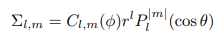 Σ_{l,m} = C_{l,m}(ϕ)r^l P_l^{|m|}(cos θ)